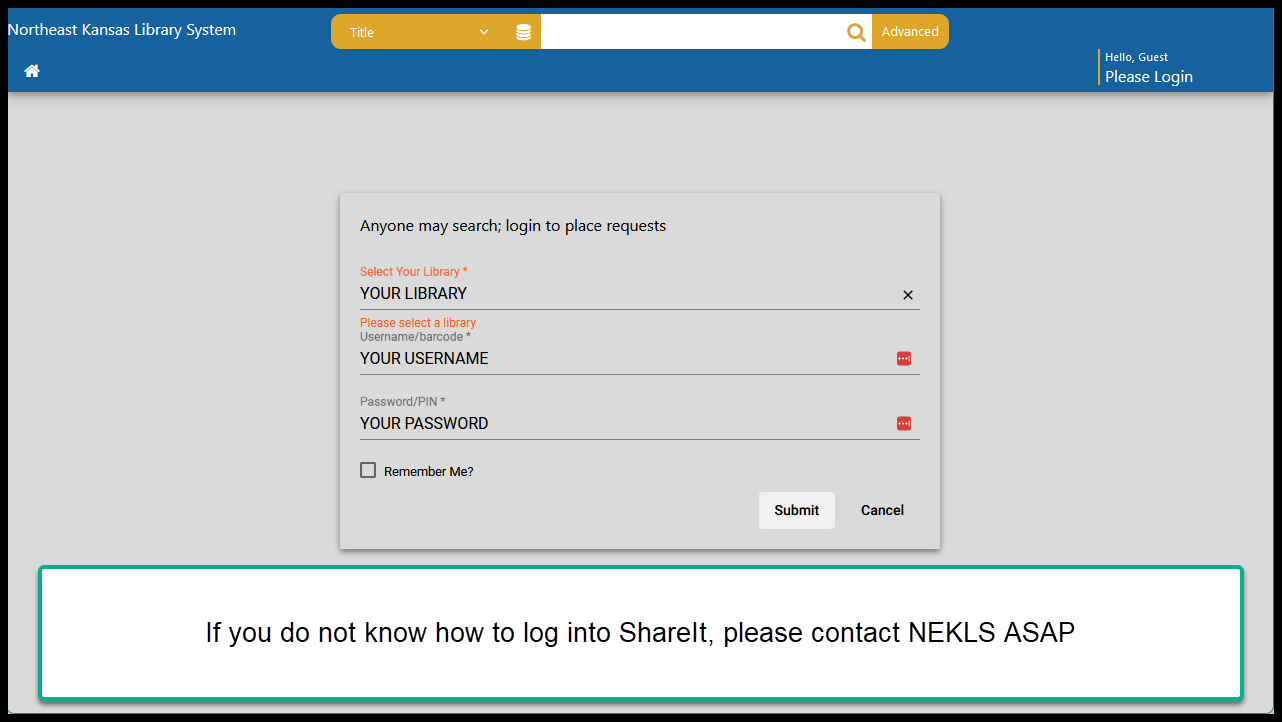 Northeast Kansas Library System
Title
Advanced
Hello, Guest
Please Login
Anyone may search; login to place requests
Select Your Library *
YOUR LIBRARY
Please select a library
Username/barcode *
YOUR USERNAME
Password/PIN *
YOUR PASSWORD
Remember Me?
Submit Cancel
If you do not know how to log into ShareIt, please contact NEKLS ASAP